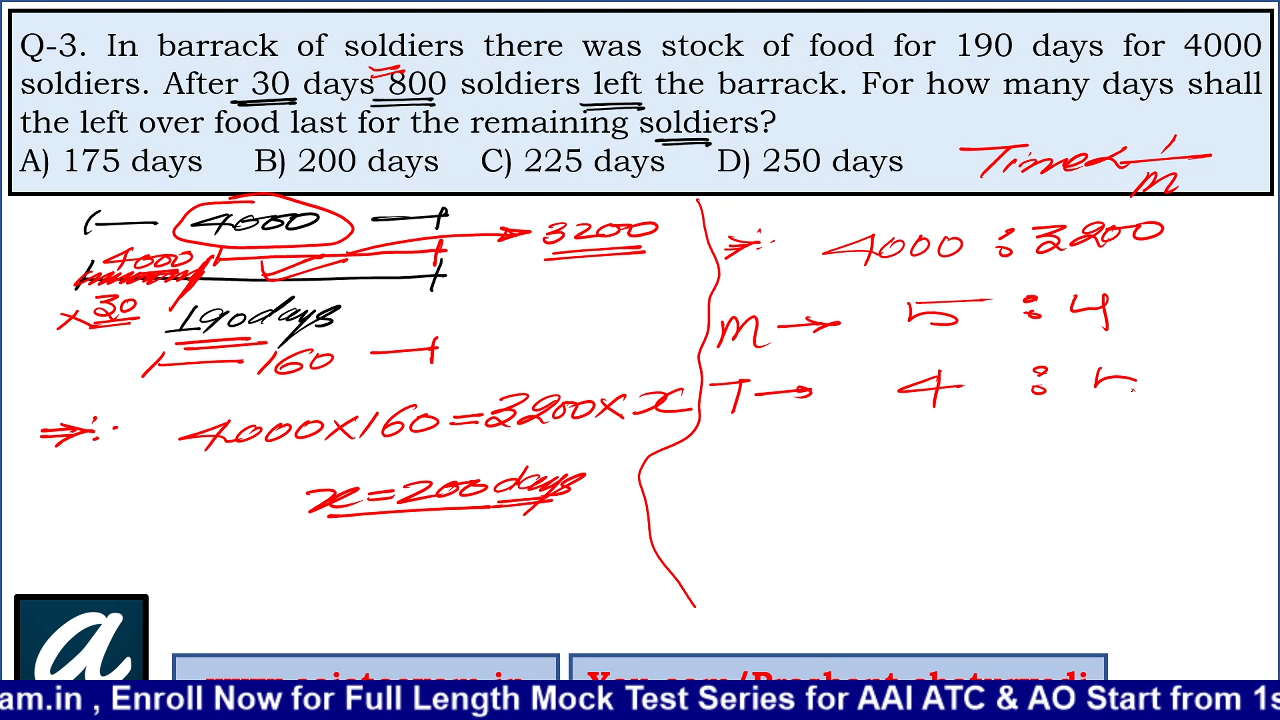 Q-3. In barrack of soldiers there was stock of food for 190 days for 4000
soldiers. After 30 days 800 soldiers left the barrack. For how many days shall
the left over food last for the remaining soldiers?
A) 175 days B) 200 days C) 225 days D) 250 days
Time ∝ 1/m
4000
4000
3200
× 30
190 days
160
⇒ ∴ 4000 × 160 = 3200 × x
x = 200 days
⇒ ∴ 4000 : 3200
M → 5 : 4
T → 4 : 5
a
am.in , Enroll Now for Full Length Mock Test Series for AAI ATC & AO Start from 1s